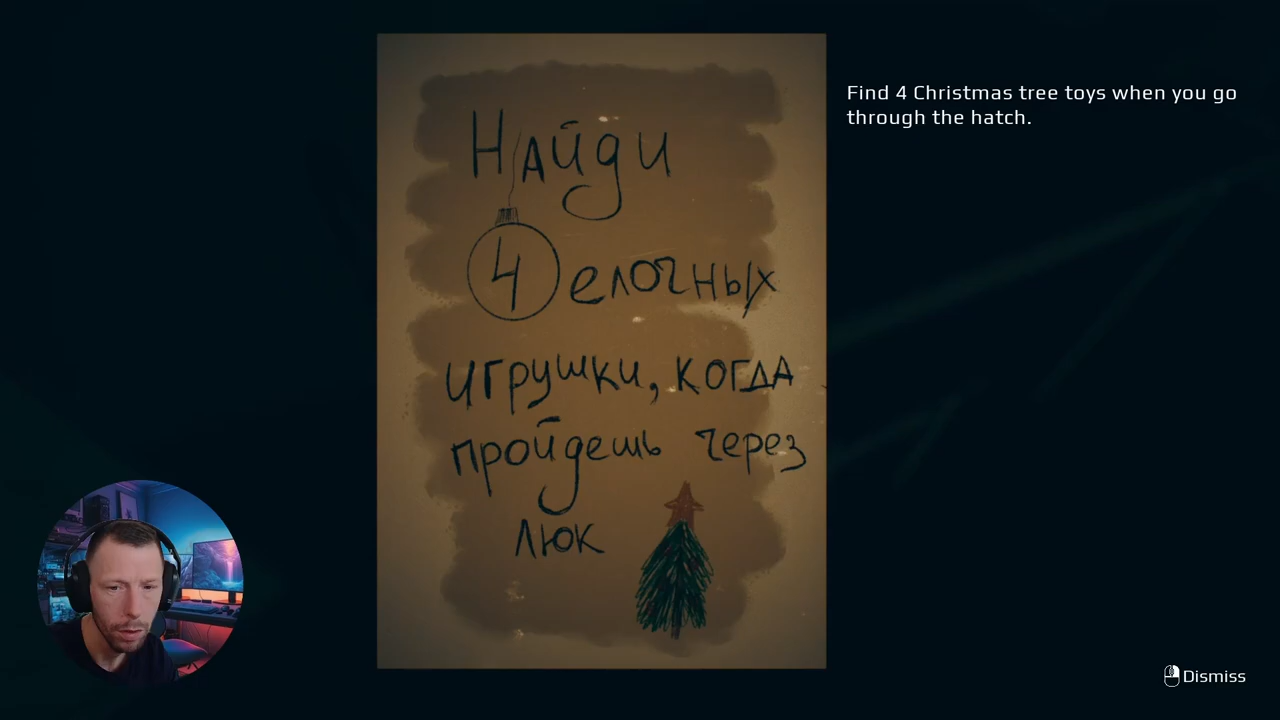 Найди
4 елочных
игрушки, когда
пройдешь через
люк
Find 4 Christmas tree toys when you go
through the hatch.
Dismiss